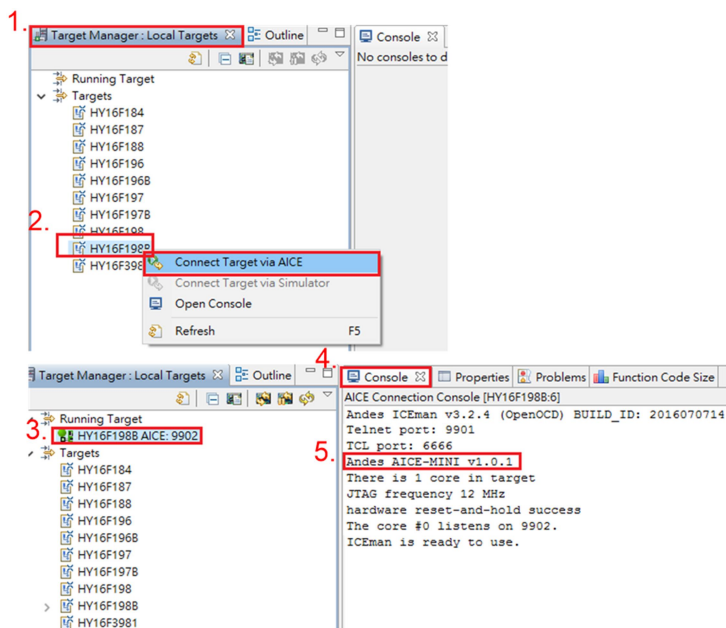 1.
Target Manager : Local Targets
Outline
Console
No consoles to d
Running Target
Targets
HY16F184
HY16F187
HY16F188
HY16F196
HY16F196B
HY16F197
HY16F197B
HY16F198
2.
HY16F198B
HY16F398
Connect Target via AICE
Connect Target via Simulator
Open Console
Refresh F5
Target Manager : Local Targets
Outline
Running Target
3.
HY16F198B AICE: 9902
Targets
HY16F184
HY16F187
HY16F188
HY16F196
HY16F196B
HY16F197
HY16F197B
HY16F198
HY16F198B
HY16F3981
4.
Console
Properties
Problems
Function Code Size
AICE Connection Console [HY16F198B:6]
Andes ICEman v3.2.4 (OpenOCD) BUILD_ID: 2016070714
Telnet port: 9901
TCL port: 6666
5.
Andes AICE-MINI v1.0.1
There is 1 core in target
JTAG frequency 12 MHz
hardware reset-and-hold success
The core #0 listens on 9902.
ICEman is ready to use.